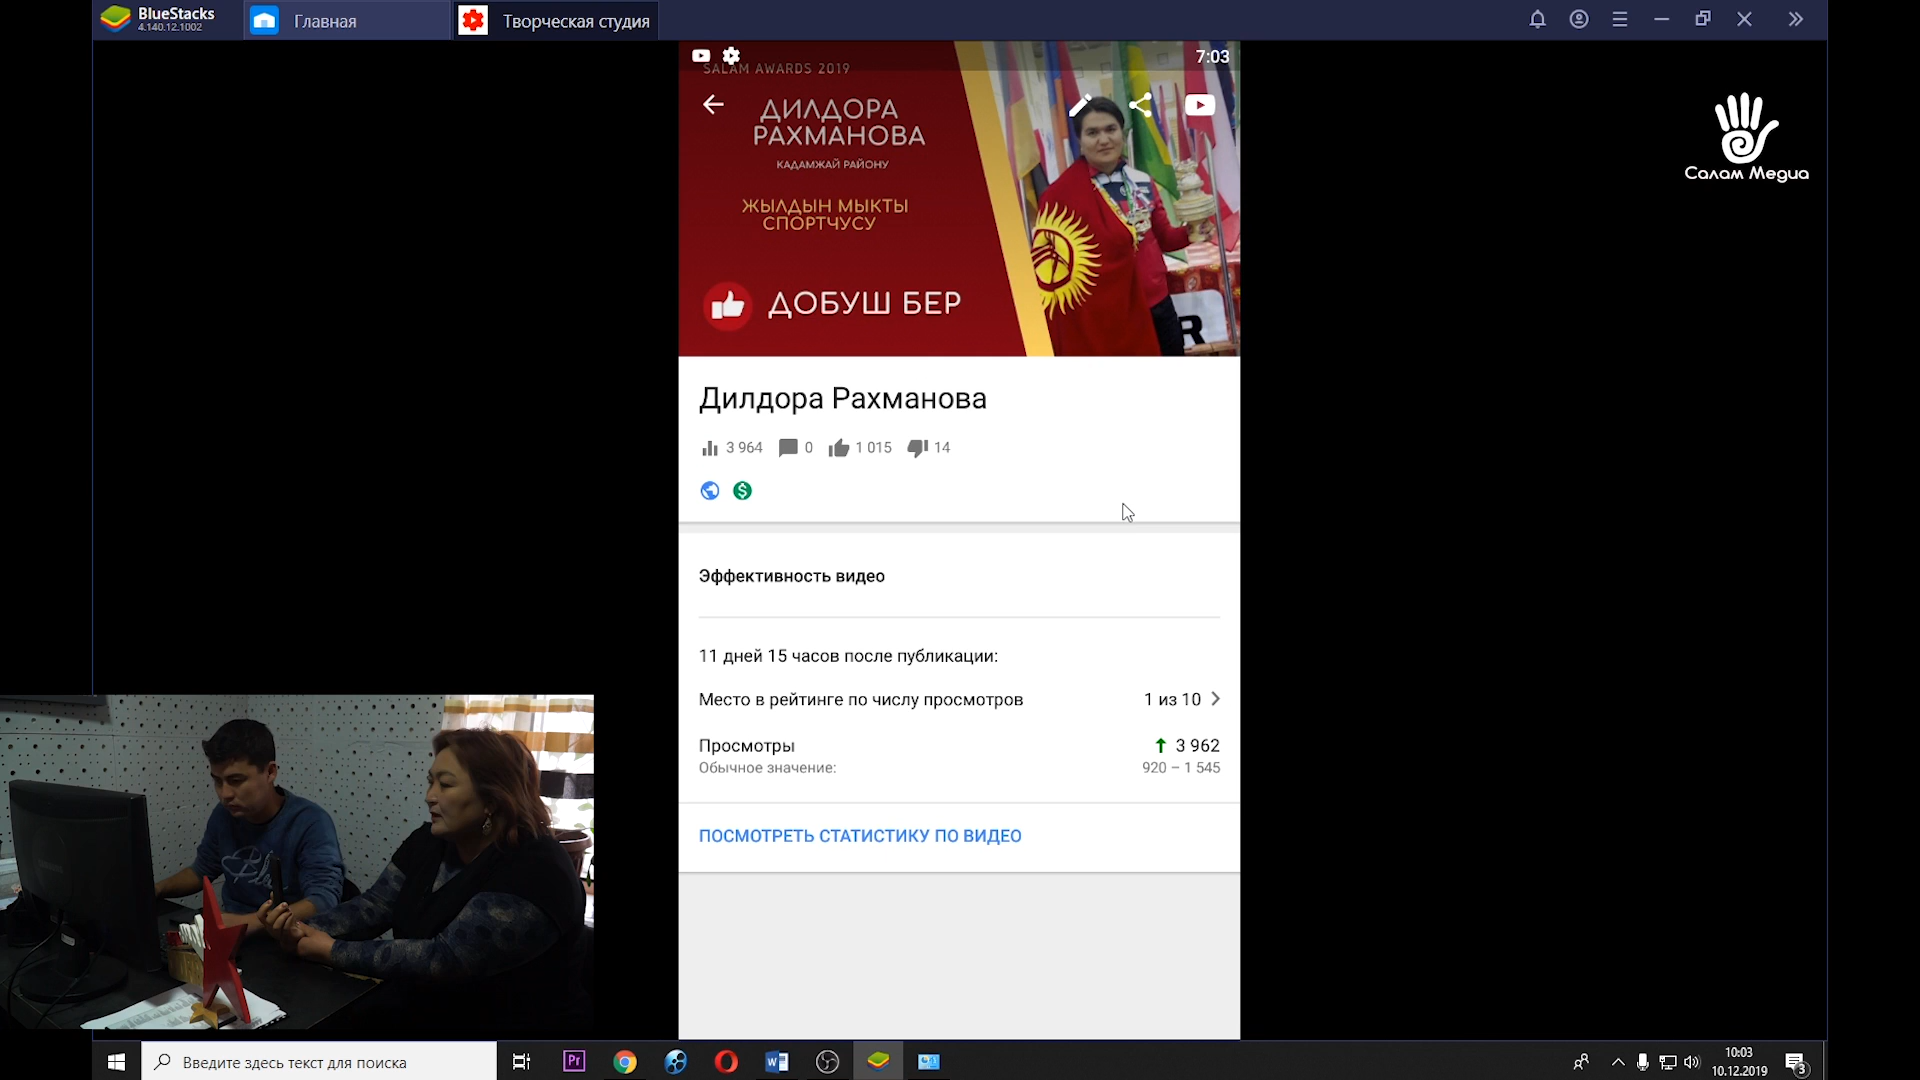 BlueStacks
4.140.12.1002
Главная
Творческая студия
7:03
SALAM AWARDS 2019
ДИЛДОРА
РАХМАНОВА
КАДАМЖАЙ РАЙОНУ
ЖЫЛДЫН МЫКТЫ
СПОРТЧУСУ
ДОБУШ БЕР
R
Салам Медиа
Дилдора Рахманова
3 964
0
1 015
14
Эффективность видео
11 дней 15 часов после публикации:
Место в рейтинге по числу просмотров
1 из 10
Просмотры
3 962
Обычное значение:
920 – 1 545
ПОСМОТРЕТЬ СТАТИСТИКУ ПО ВИДЕО
Введите здесь текст для поиска
Pr
W
10:03
10.12.2019
3